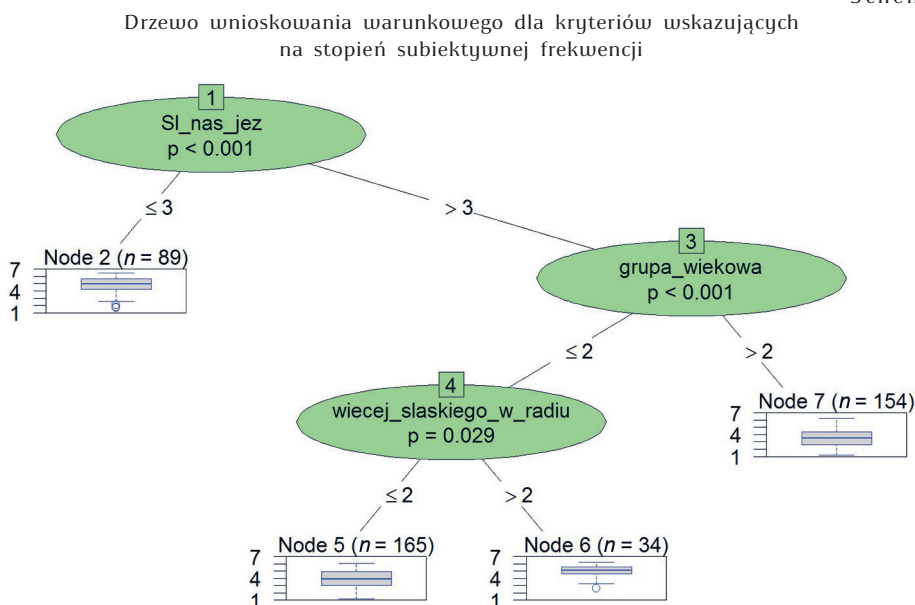 Drzewo wnioskowania warunkowego dla kryteriów wskazujących
na stopień subiektywnej frekwencji
1
Sl_nas_jez
p < 0.001
≤ 3
> 3
Node 2 (n = 89)
7
4
1
3
grupa_wiekowa
p < 0.001
≤ 2
> 2
4
wiecej_slaskiego_w_radiu
p = 0.029
Node 7 (n = 154)
7
4
1
≤ 2
> 2
Node 5 (n = 165)
7
4
1
Node 6 (n = 34)
7
4
1